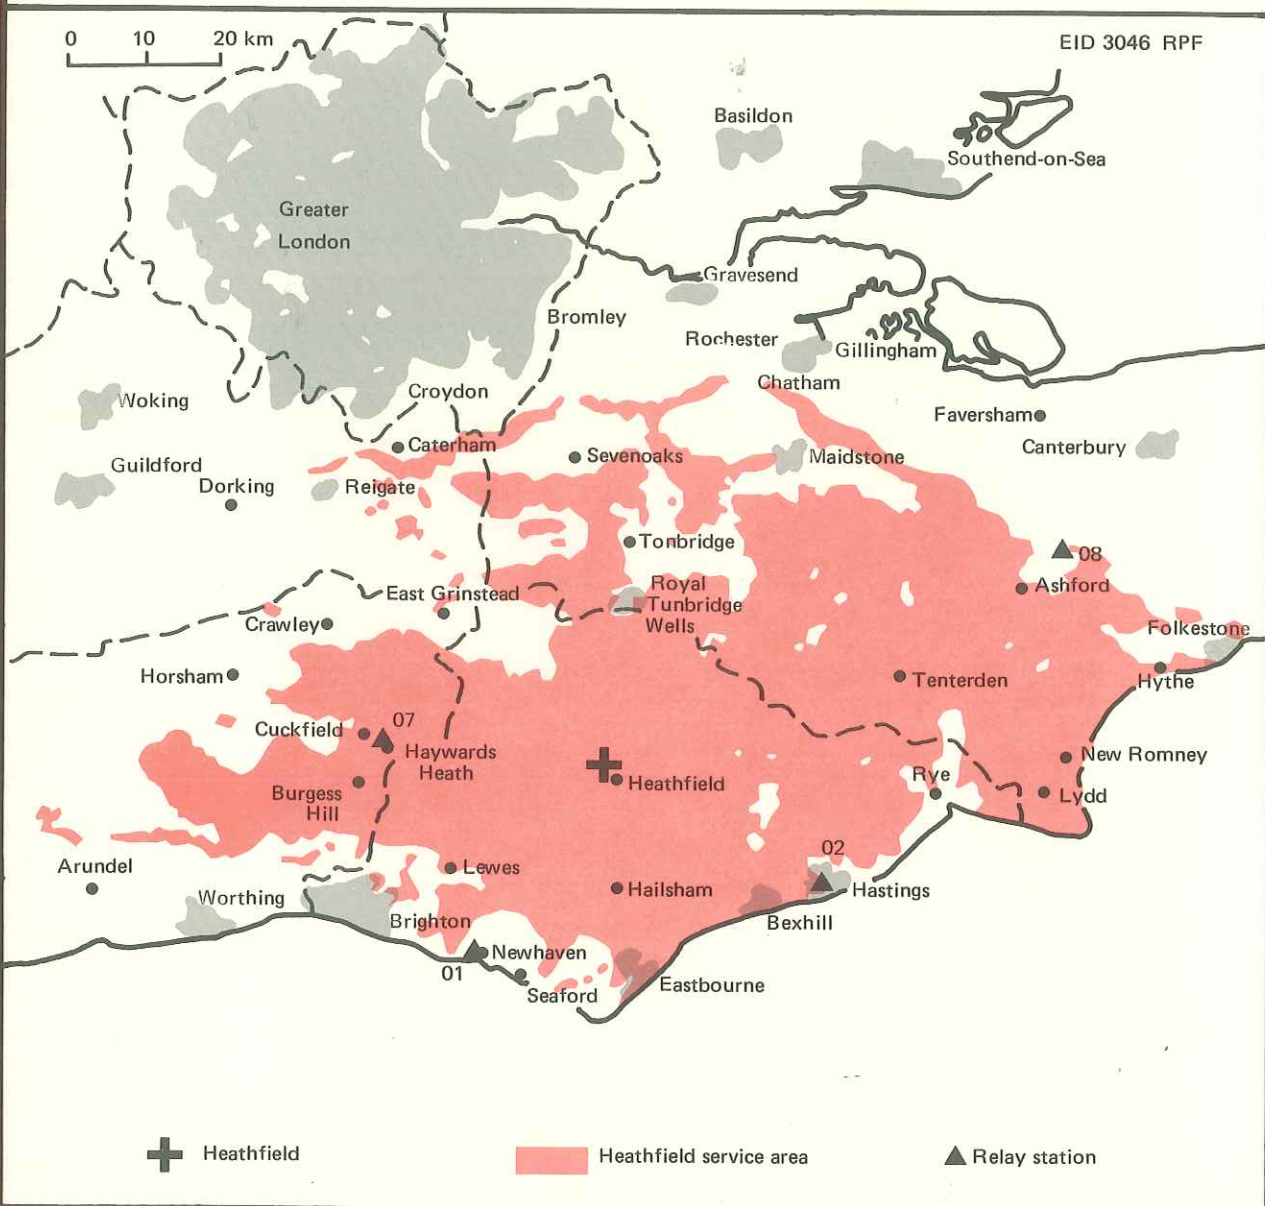 0 10 20 km
EID 3046 RPF
Basildon
Southend-on-Sea
Greater
London
Gravesend
Bromley
Rochester
Gillingham
Chatham
Croydon
Woking
Faversham
Caterham
Canterbury
Sevenoaks
Maidstone
Guildford
Dorking
Reigate
Tonbridge
08
Ashford
East Grinstead
Royal
Tunbridge
Wells
Crawley
Folkestone
Horsham
Tenterden
Hythe
07
Cuckfield
Haywards
Heath
New Romney
Heathfield
Rye
Burgess
Hill
Lydd
02
Arundel
Lewes
Hailsham
Hastings
Worthing
Brighton
Bexhill
Newhaven
01
Seaford
Eastbourne
Heathfield
Heathfield service area
Relay station